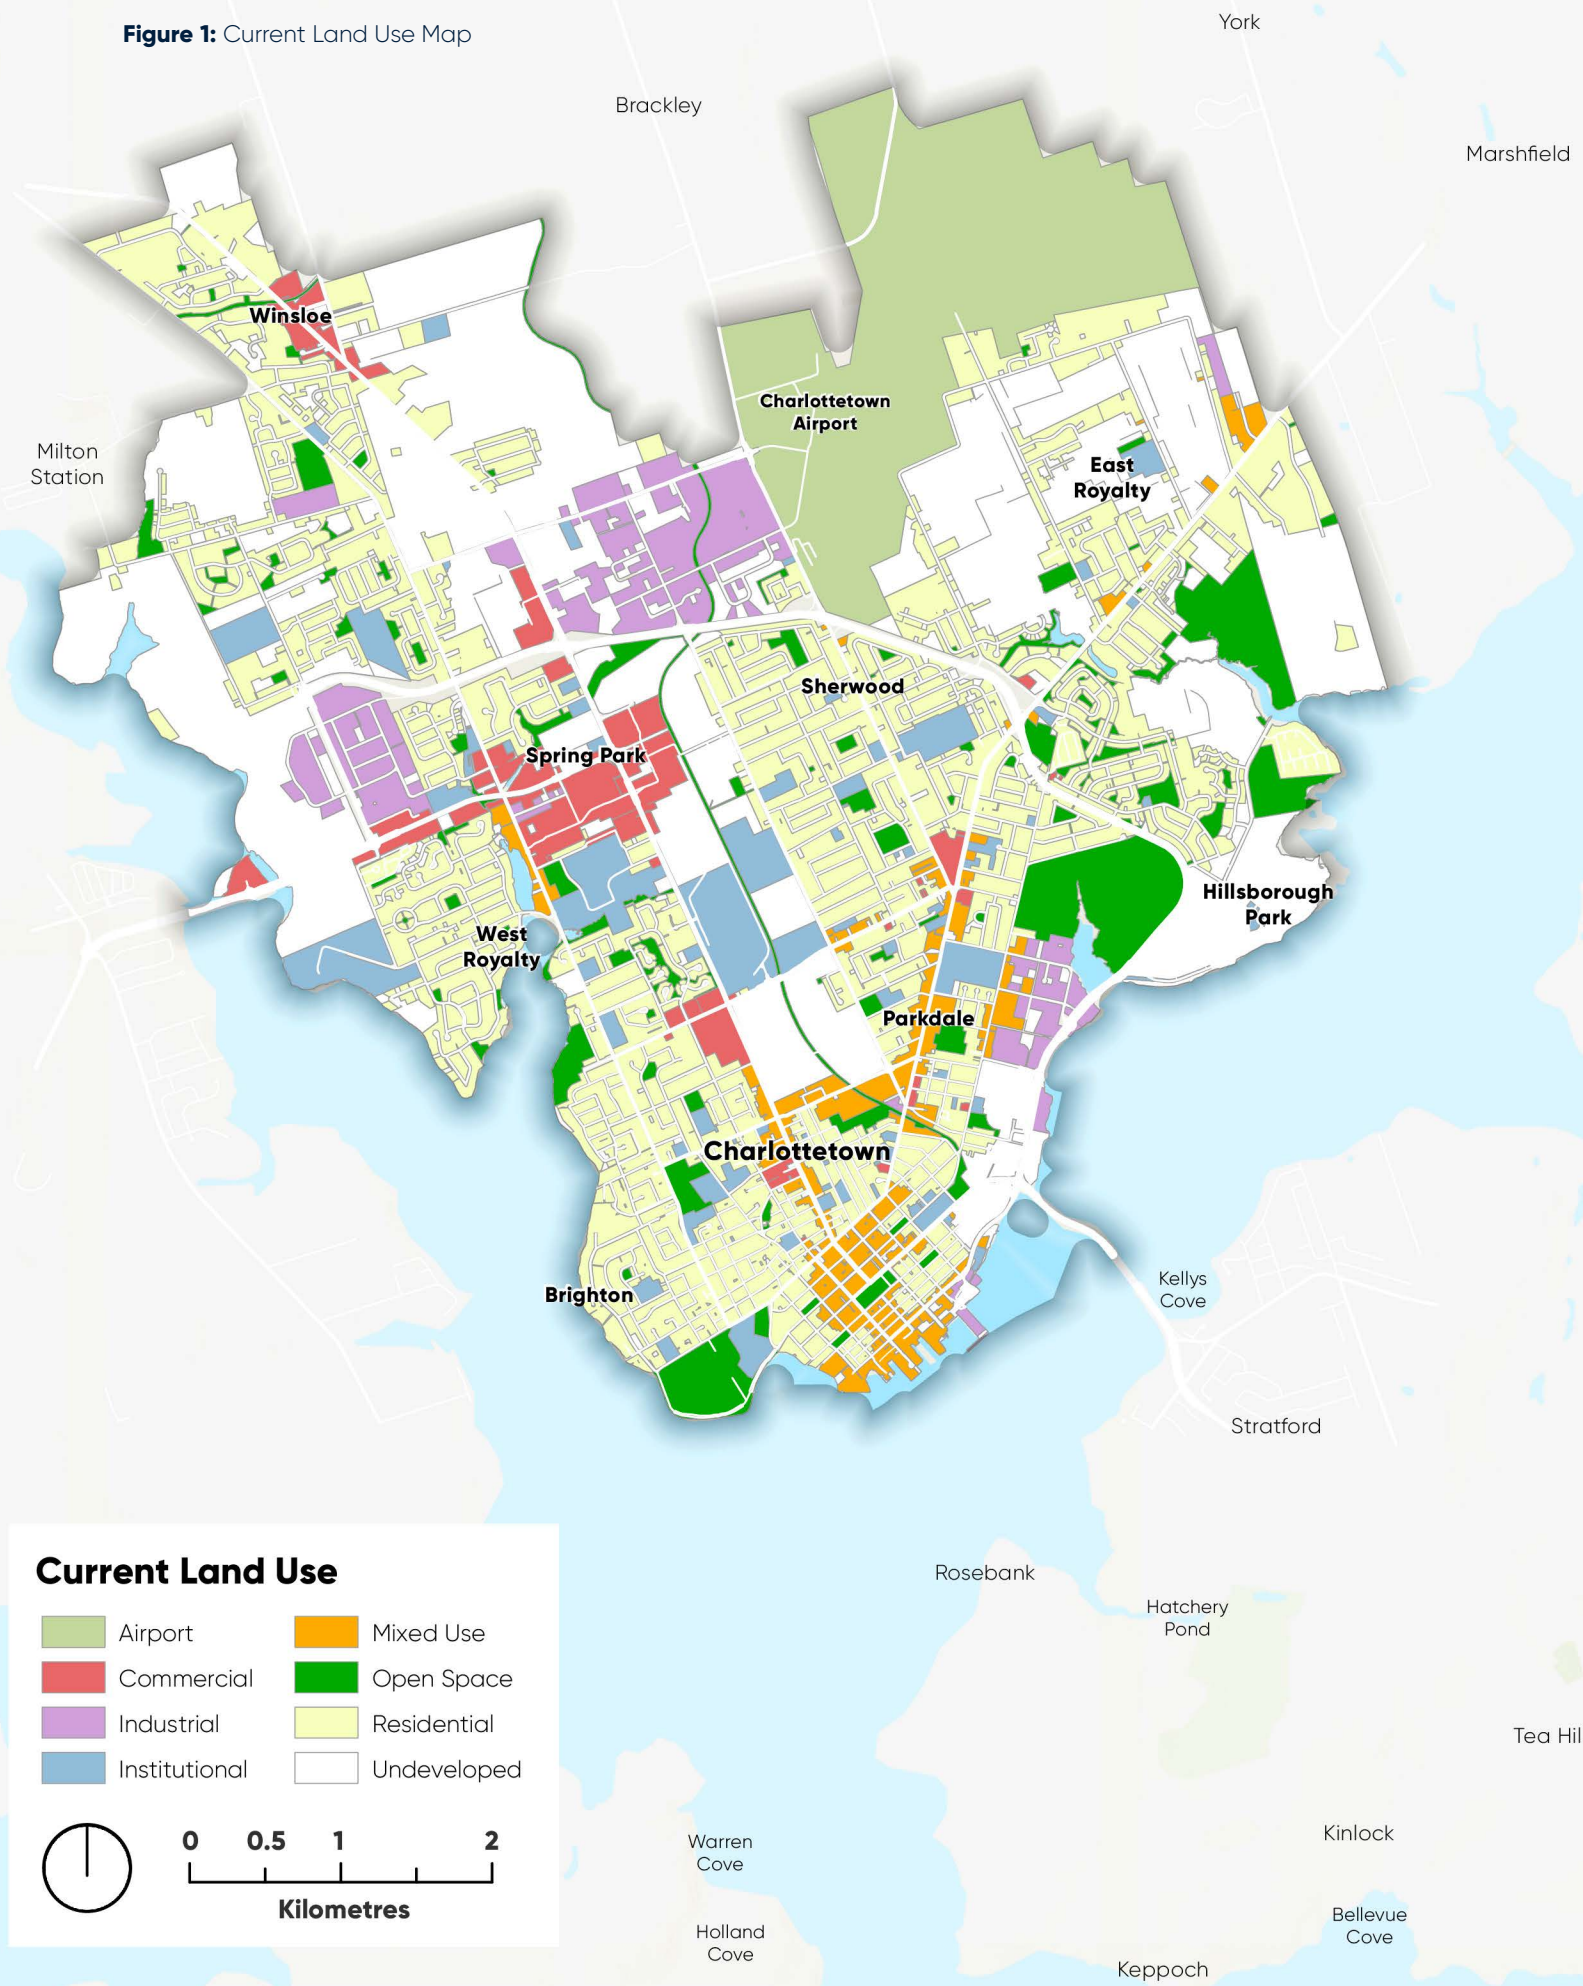 Figure 1: Current Land Use Map
York
Brackley
Marshfield
Winsloe
Charlottetown
Airport
Milton
Station
East
Royalty
Sherwood
Spring Park
Hillsborough
Park
West
Royalty
Parkdale
Charlottetown
Kellys
Cove
Brighton
Stratford
Current Land Use
Airport
Commercial
Industrial
Institutional
Mixed Use
Open Space
Residential
Undeveloped
0 0.5 1 2
Kilometres
Rosebank
Hatchery
Pond
Tea Hil
Kinlock
Warren
Cove
Bellevue
Cove
Holland
Cove
Keppoch